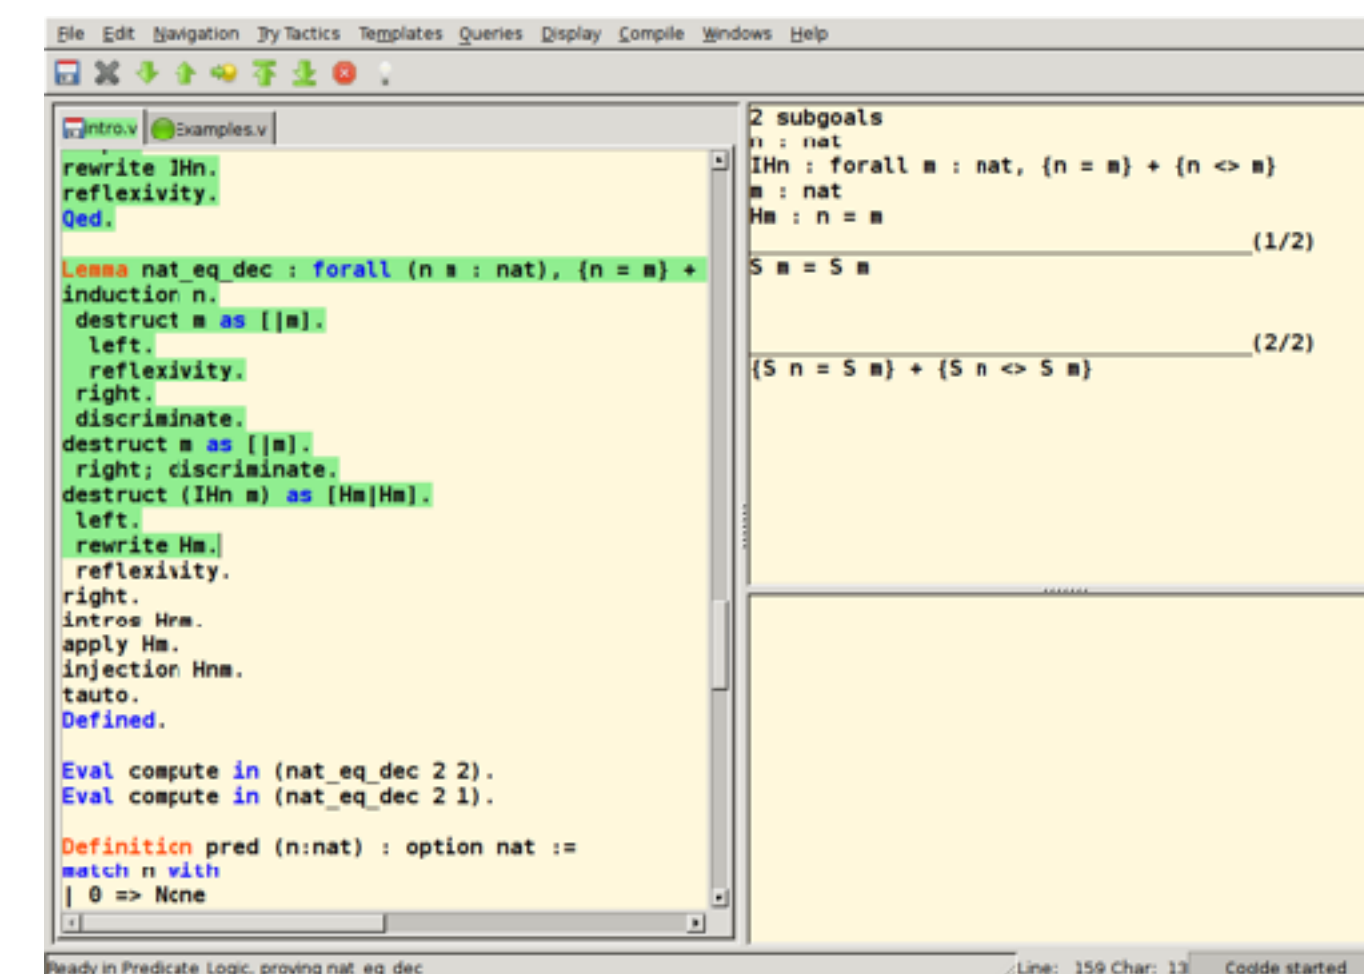 File Edit Navigation Try Tactics Templates Queries Display Compile Windows Help
Intro.v Examples.v
rewrite IHn.
reflexivity.
Qed.
Lemma nat_eq_dec : forall (n m : nat), {n = m} +
induction n.
destruct m as [|m].
left.
reflexivity.
right.
discriminate.
destruct m as [|m].
right; discriminate.
destruct (IHn m) as [Hm|Hm].
left.
rewrite Hm.
reflexivity.
right.
intros Hnm.
apply Hm.
injection Hnm.
tauto.
Defined.
Eval compute in (nat_eq_dec 2 2).
Eval compute in (nat_eq_dec 2 1).
Definition pred (n:nat) : option nat :=
match n with
| 0 => None
2 subgoals
n : nat
IHn : forall m : nat, {n = m} + {n <> m}
m : nat
Hm : n = m
(1/2)
S m = S m
(2/2)
{S n = S m} + {S n <> S m}
Ready in Predicate Logic, proving nat_eq_dec
Line: 159 Char: 13 CoqIde started